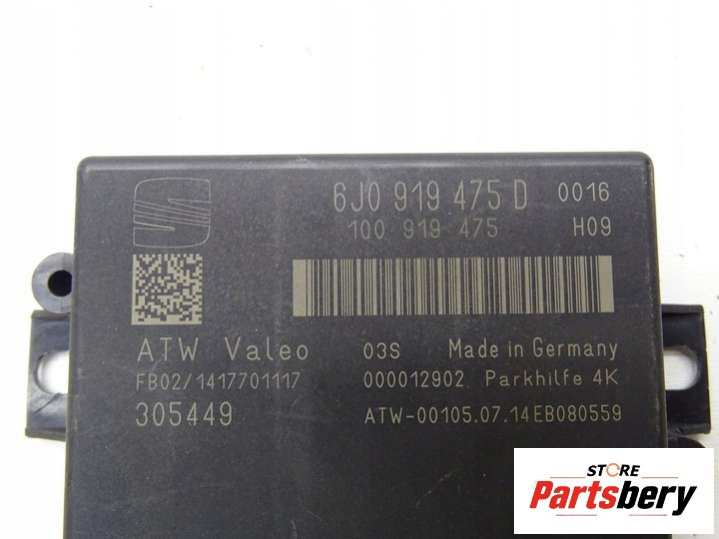 6J0 919 475 D 0016
1Q0 919 475 H09
ATW Valeo 03S Made in Germany
FB02/1417701117 000012902 Parkhilfe 4K
305449 ATW-00105.07.14EB080559
STORE
Partsbery